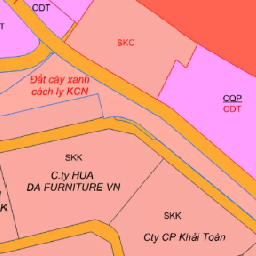 CDT
SKC
Đất cây xanh
cách ly KCN
CQP
CDT
SKK
C.ty HUA
DA FURNITURE VN
SKK
Cty CP Khải Toàn
K